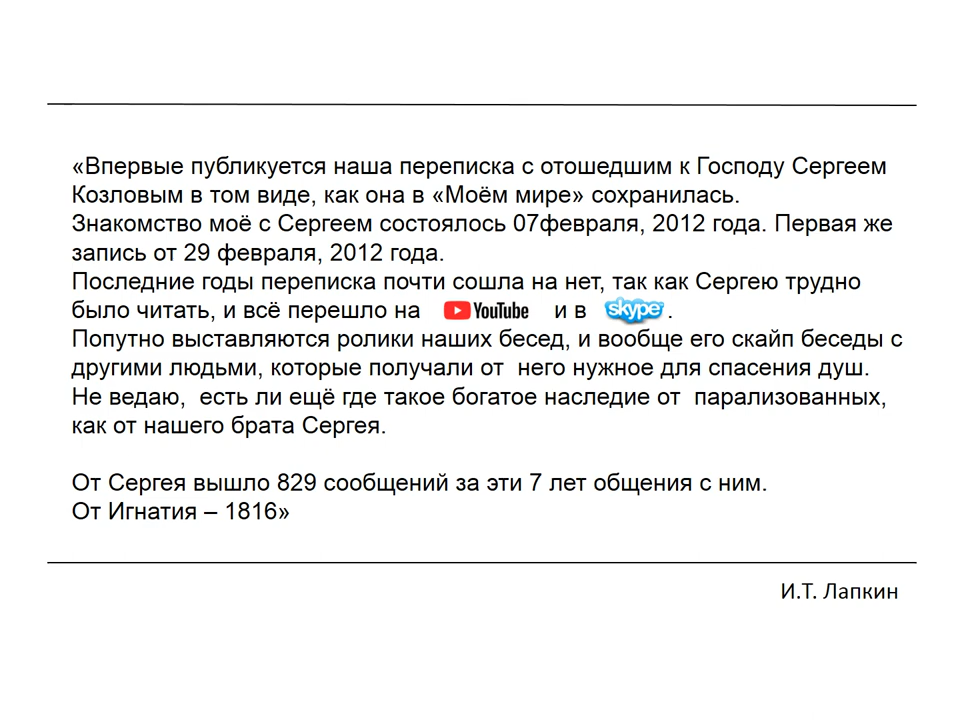 «Впервые публикуется наша переписка с отошедшим к Господу Сергеем
Козловым в том виде, как она в «Моём мире» сохранилась.
Знакомство моё с Сергеем состоялось 07февраля, 2012 года. Первая же
запись от 29 февраля, 2012 года.
Последние годы переписка почти сошла на нет, так как Сергею трудно
было читать, и всё перешло на YouTube и в skype .
Попутно выставляются ролики наших бесед, и вообще его скайп беседы с
другими людьми, которые получали от него нужное для спасения душ.
Не ведаю, есть ли ещё где такое богатое наследие от парализованных,
как от нашего брата Сергея.
От Сергея вышло 829 сообщений за эти 7 лет общения с ним.
От Игнатия – 1816»
И.Т. Лапкин